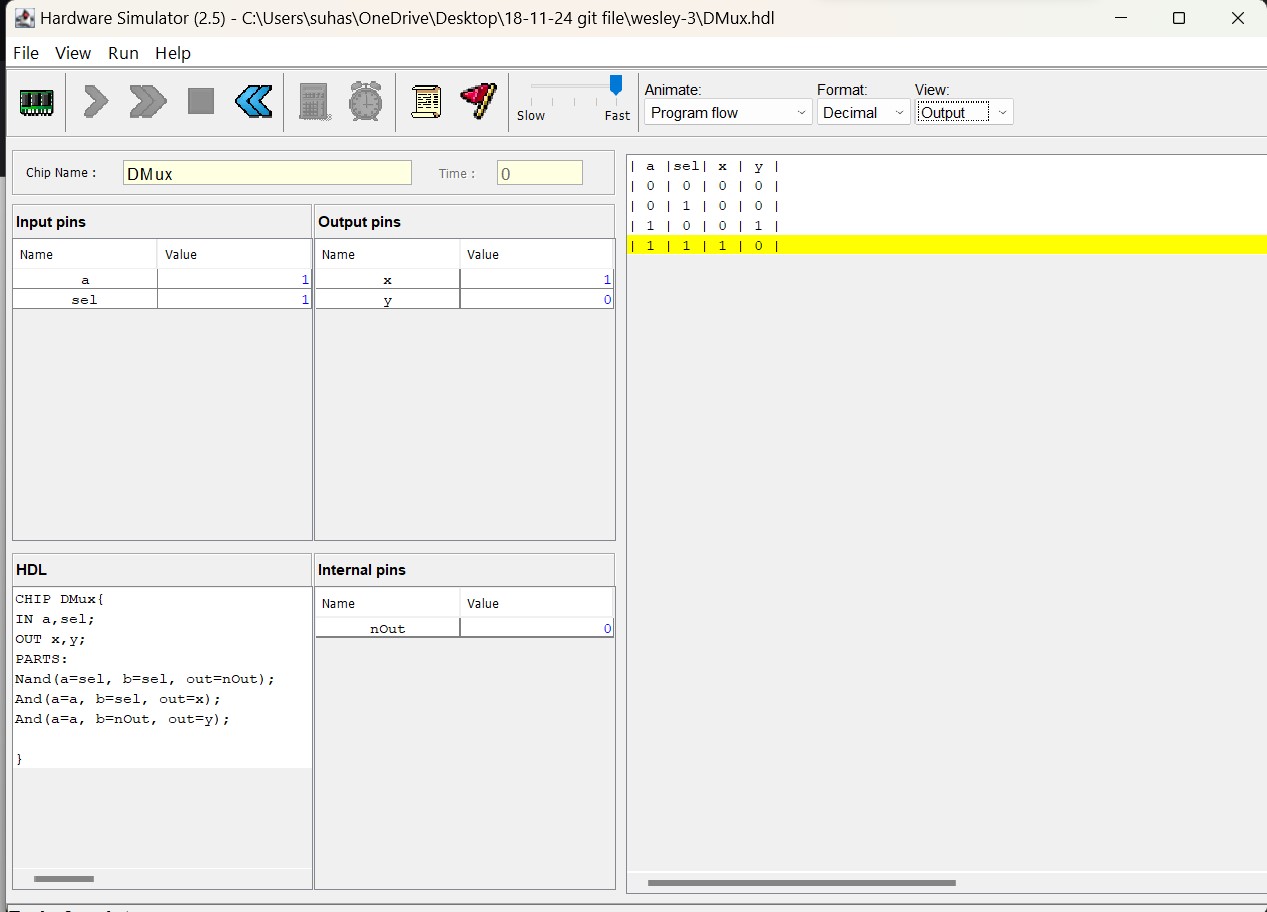 Hardware Simulator (2.5) - C:\Users\suhas\OneDrive\Desktop\18-11-24 git file\wesley-3\DMux.hdl
File View Run Help
Slow Fast
Animate: Format: View:
Program flow Decimal Output
Chip Name : DMux Time : 0
Input pins
Name Value
a 1
sel 1
Output pins
Name Value
x 1
y 0
HDL
CHIP DMux{
IN a,sel;
OUT x,y;
PARTS:
Nand(a=sel, b=sel, out=nOut);
And(a=a, b=sel, out=x);
And(a=a, b=nOut, out=y);
}
Internal pins
Name Value
nOut 0
| a |sel| x | y |
| 0 | 0 | 0 | 0 |
| 0 | 1 | 0 | 0 |
| 1 | 0 | 0 | 1 |
| 1 | 1 | 1 | 0 |